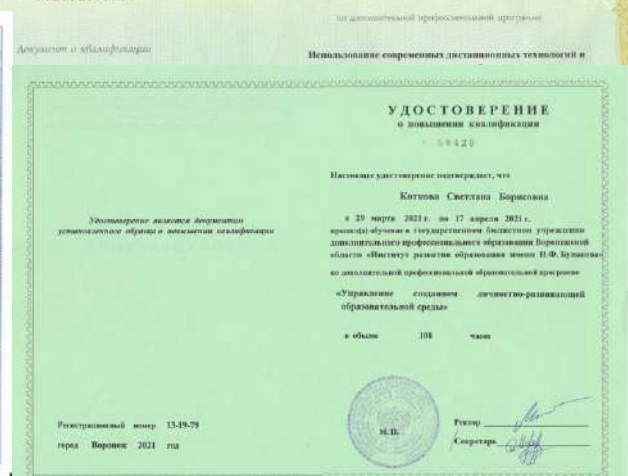 по дополнительной профессиональной программе
Документ о квалификации
Использование современных дистанционных технологий и
Удостоверение является документом
установленного образца о повышении квалификации
Регистрационный номер 13-19-79
город Воронеж 2021 год
УДОСТОВЕРЕНИЕ
о повышении квалификации
Настоящее удостоверение подтверждает, что
Светлана Борисовна
с 29 марта 2021 г. по 17 апреля 2021 г.
прошел(а) обучение в государственном бюджетном учреждении
дополнительного профессионального образования Воронежской
области «Институт развития образования имени Н.Ф. Бунакова»
по дополнительной профессиональной образовательной программе
«Управление созданием личностно-развивающей
образовательной среды»
в объеме 108 часов
М.П.
Ректор
Секретарь